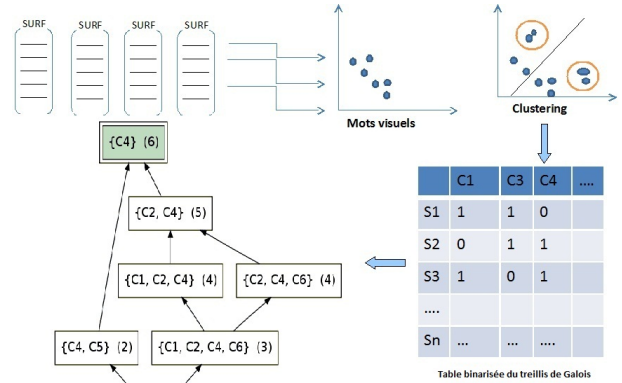 SURF SURF SURF SURF
Mots visuels
Clustering
{C4} (6)
{C2, C4} (5)
{C1, C2, C4} (4) {C2, C4, C6} (4)
{C4, C5} (2) {C1, C2, C4, C6} (3)
C1 C3 C4 ....
S1 1 1 0
S2 0 1 1
S3 1 0 1
....
Sn ... ... ....
Table binarisée du treillis de Galois